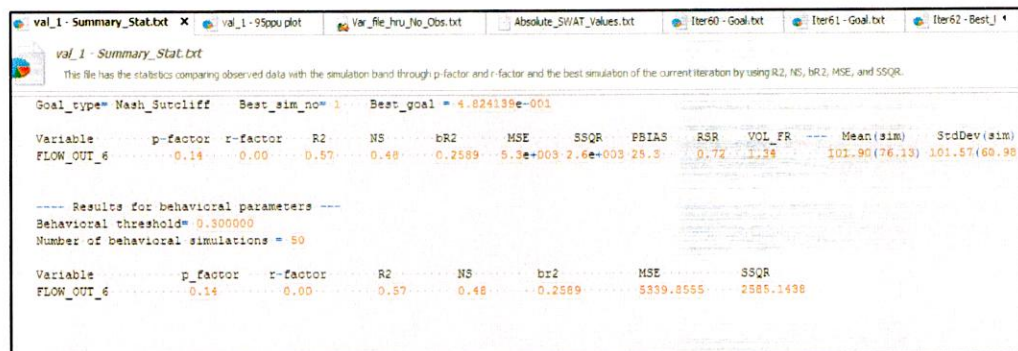 val_1 - Summary_Stat.txt val_1 - 95ppu plot Var_file_hru_No_Obs.txt Absolute_SWAT_Values.txt Iter60 - Goal.txt Iter61 - Goal.txt Iter62 - Best_
val_1 - Summary_Stat.txt
This file has the statistics comparing observed data with the simulation band through p-factor and r-factor and the best simulation of the current iteration by using R2, NS, bR2, MSE, and SSQR.
Goal_type= Nash_Sutcliff Best_sim_no= 1 Best_goal = 4.824139e-001
Variable p-factor r-factor R2 NS bR2 MSE SSQR PBIAS RSR VOL_FR ---- Mean(sim) StdDev(sim)
FLOW_OUT_6 0.14 0.00 0.57 0.48 0.2589 5.3e+003 2.6e+003 25.3 0.72 1.34 101.90(76.13) 101.57(60.98
---- Results for behavioral parameters ---
Behavioral threshold= 0.300000
Number of behavioral simulations = 50
Variable p_factor r-factor R2 NS br2 MSE SSQR
FLOW_OUT_6 0.14 0.00 0.57 0.48 0.2589 5339.8555 2585.1438